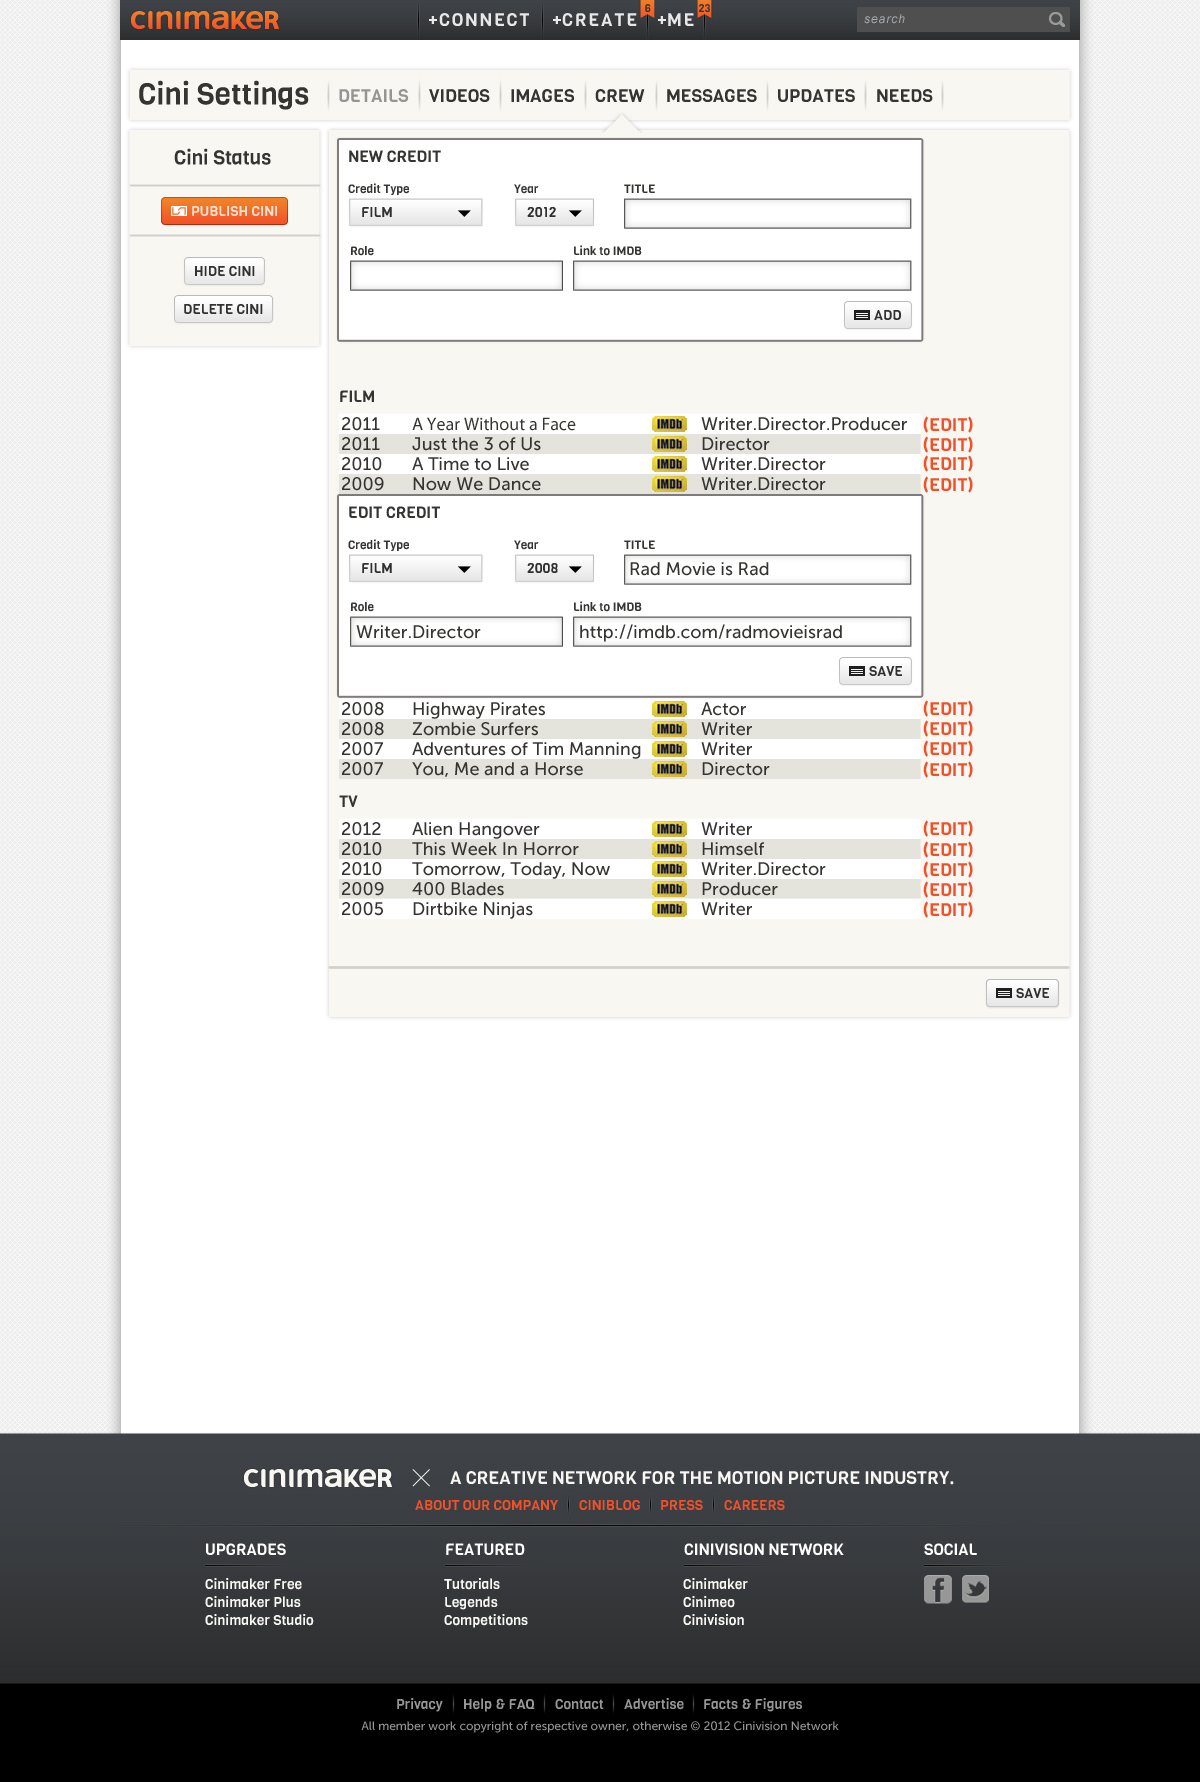 cinimaker +CONNECT +CREATE 6 +ME 23 search
Cini Settings DETAILS VIDEOS IMAGES CREW MESSAGES UPDATES NEEDS
Cini Status
PUBLISH CINI
HIDE CINI
DELETE CINI
NEW CREDIT
Credit Type Year TITLE
FILM 2012
Role Link to IMDB
ADD
FILM
2011 A Year Without a Face IMDb Writer.Director.Producer (EDIT)
2011 Just the 3 of Us IMDb Director (EDIT)
2010 A Time to Live IMDb Writer.Director (EDIT)
2009 Now We Dance IMDb Writer.Director (EDIT)
EDIT CREDIT
Credit Type Year TITLE
FILM 2008 Rad Movie is Rad
Role Link to IMDB
Writer.Director http://imdb.com/radmovieisrad
SAVE
2008 Highway Pirates IMDb Actor (EDIT)
2008 Zombie Surfers IMDb Writer (EDIT)
2007 Adventures of Tim Manning IMDb Writer (EDIT)
2007 You, Me and a Horse IMDb Director (EDIT)
TV
2012 Alien Hangover IMDb Writer (EDIT)
2010 This Week In Horror IMDb Himself (EDIT)
2010 Tomorrow, Today, Now IMDb Writer.Director (EDIT)
2009 400 Blades IMDb Producer (EDIT)
2005 Dirtbike Ninjas IMDb Writer (EDIT)
SAVE
cinimaker A CREATIVE NETWORK FOR THE MOTION PICTURE INDUSTRY.
ABOUT OUR COMPANY CINIBLOG PRESS CAREERS
UPGRADES FEATURED CINIVISION NETWORK SOCIAL
Cinimaker Free Tutorials Cinimaker
Cinimaker Plus Legends Cinimeo
Cinimaker Studio Competitions Cinivision
Privacy Help & FAQ Contact Advertise Facts & Figures
All member work copyright of respective owner, otherwise © 2012 Cinivision Network